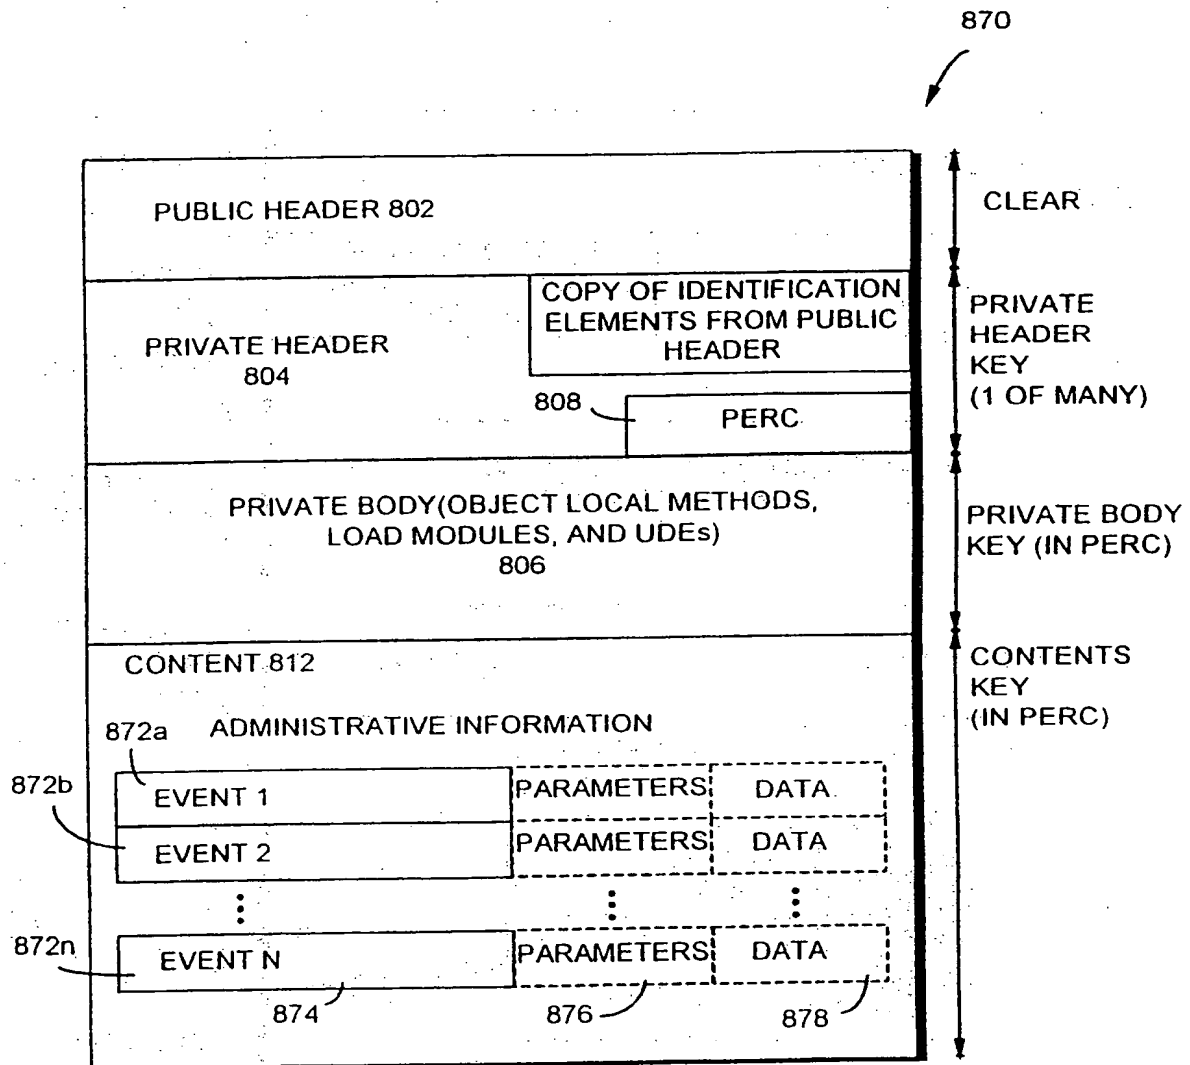 870
PUBLIC HEADER 802
CLEAR
COPY OF IDENTIFICATION
ELEMENTS FROM PUBLIC
HEADER
PRIVATE HEADER
804
808
PERC
PRIVATE
HEADER
KEY
(1 OF MANY)
PRIVATE BODY(OBJECT LOCAL METHODS,
LOAD MODULES, AND UDEs)
806
PRIVATE BODY
KEY (IN PERC)
CONTENT 812
CONTENTS
KEY
(IN PERC)
ADMINISTRATIVE INFORMATION
872a
EVENT 1 PARAMETERS DATA
872b
EVENT 2 PARAMETERS DATA
872n
EVENT N PARAMETERS DATA
874 876 878